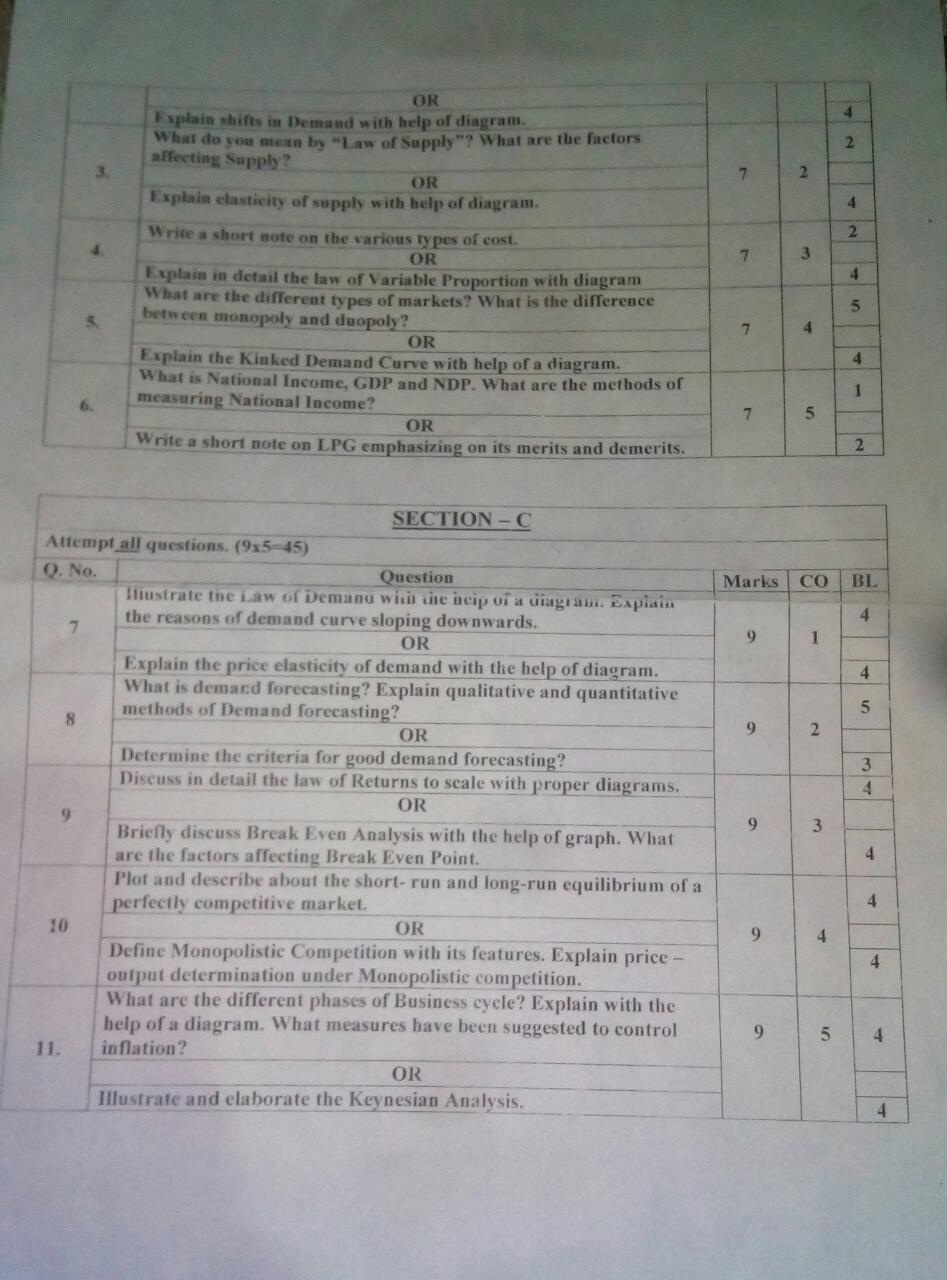 OR
Explain shifts in Demand with help of diagram.
4
3.
What do you mean by "Law of Supply"? What are the factors
affecting Supply?
OR
Explain elasticity of supply with help of diagram.
7
2
2
4
4.
Write a short note on the various types of cost.
OR
Explain in detail the law of Variable Proportion with diagram
7
3
2
4
5.
What are the different types of markets? What is the difference
between monopoly and duopoly?
OR
Explain the Kinked Demand Curve with help of a diagram.
7
4
5
4
6.
What is National Income, GDP and NDP. What are the methods of
measuring National Income?
OR
Write a short note on LPG emphasizing on its merits and demerits.
7
5
1
2
SECTION – C
Attempt all questions. (9x5=45)
Q. No. Question Marks CO BL
7
Illustrate the Law of Demand with the help of a diagram. Explain
the reasons of demand curve sloping downwards.
OR
Explain the price elasticity of demand with the help of diagram.
9
1
4
4
8
What is demand forecasting? Explain qualitative and quantitative
methods of Demand forecasting?
OR
Determine the criteria for good demand forecasting?
9
2
5
3
9
Discuss in detail the law of Returns to scale with proper diagrams.
OR
Briefly discuss Break Even Analysis with the help of graph. What
are the factors affecting Break Even Point.
9
3
4
4
10
Plot and describe about the short- run and long-run equilibrium of a
perfectly competitive market.
OR
Define Monopolistic Competition with its features. Explain price –
output determination under Monopolistic competition.
9
4
4
4
11.
What are the different phases of Business cycle? Explain with the
help of a diagram. What measures have been suggested to control
inflation?
OR
Illustrate and elaborate the Keynesian Analysis.
9
5
4
4